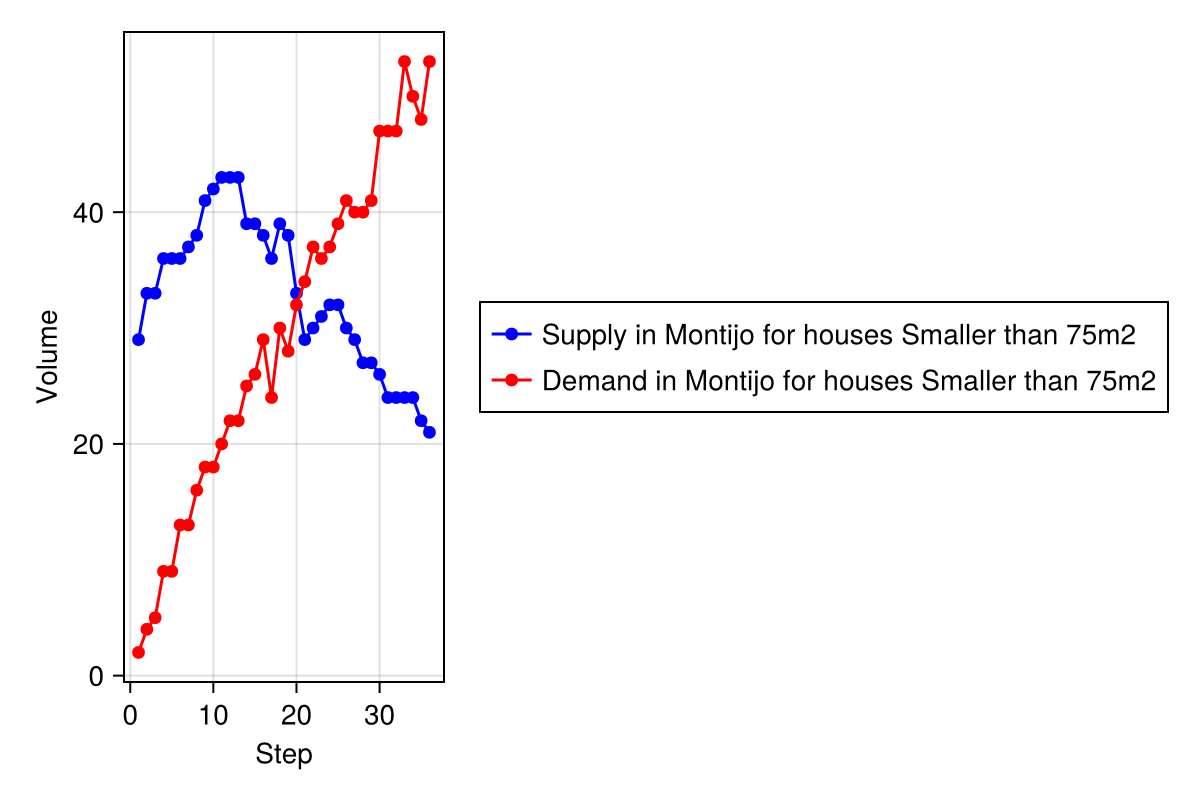 Volume
40
20
0
0 10 20 30
Step
Supply in Montijo for houses Smaller than 75m2
Demand in Montijo for houses Smaller than 75m2